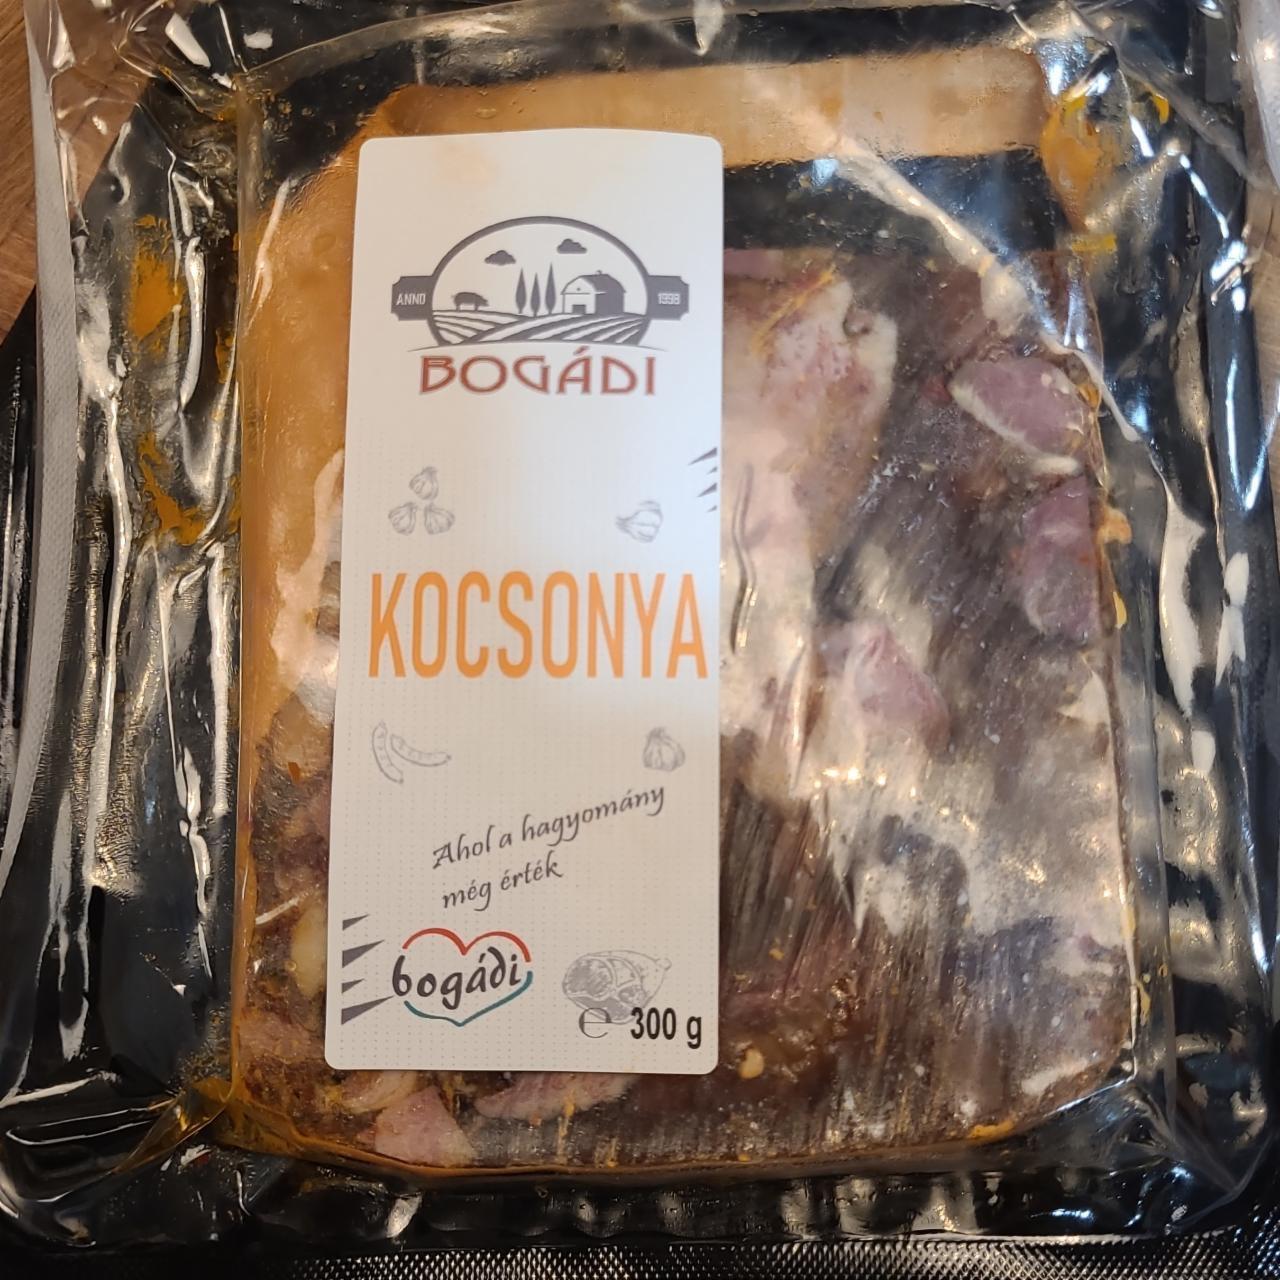 ANNO 1998
BOGÁDI
KOCSONYA
Ahol a hagyomány
még érték
bogádi
e 300 g